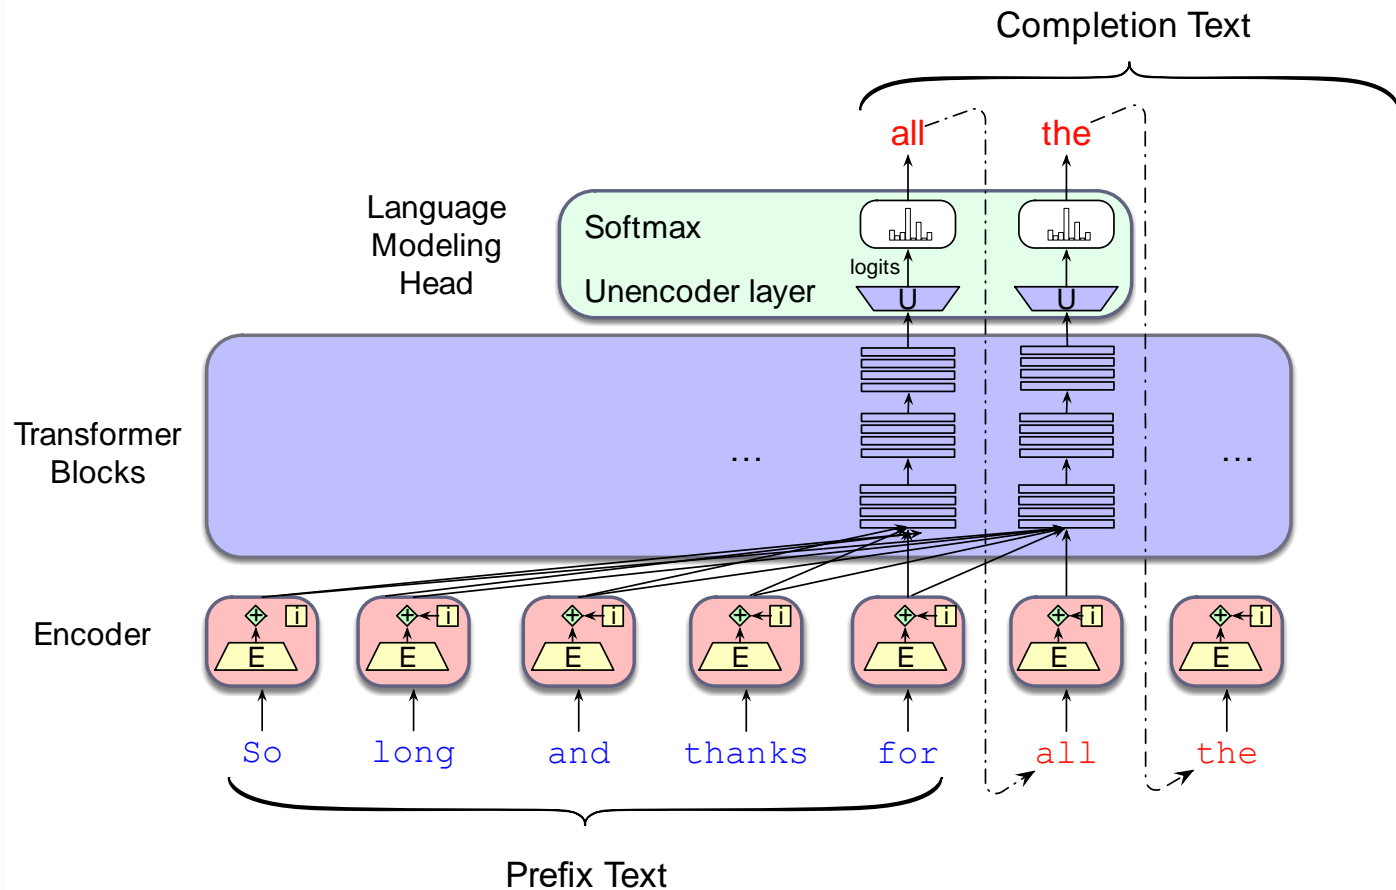 Completion Text
all the
Language
Modeling
Head
Softmax
logits
Unencoder layer
U U
Transformer
Blocks
... ...
Encoder
i i i i i i i
E E E E E E E
So long and thanks for all the
Prefix Text